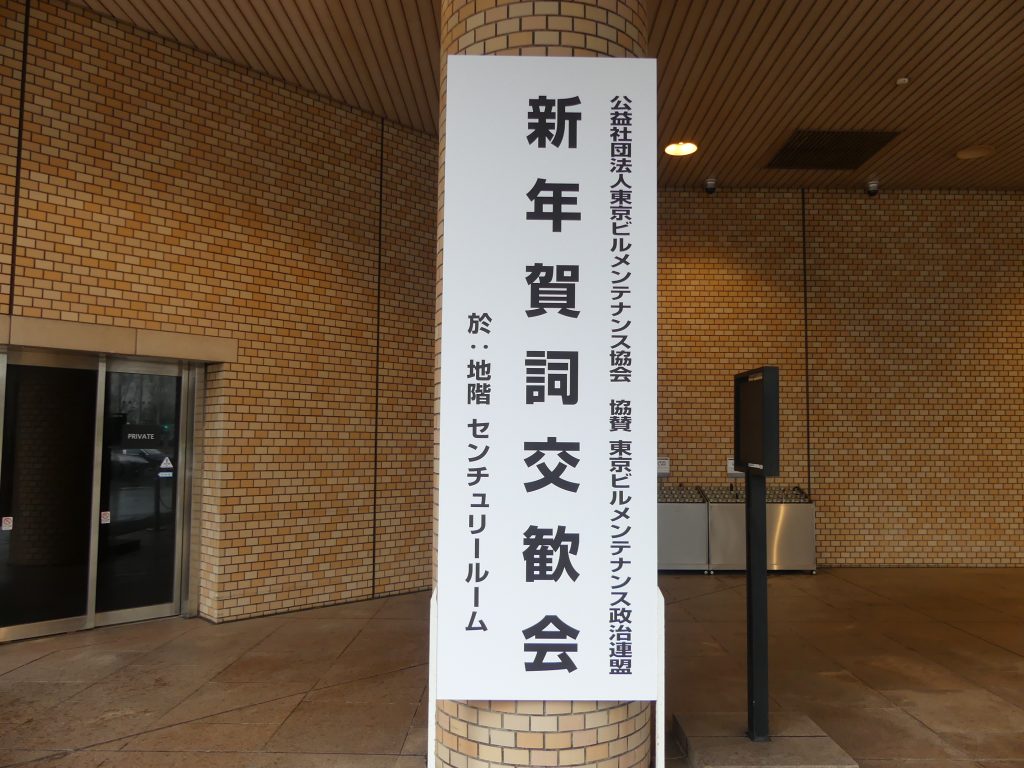 公益社団法人東京ビルメンテナンス協会 協賛 東京ビルメンテナンス政治連盟
新年賀詞交歓会
於：地階 センチュリールーム
PRIVATE